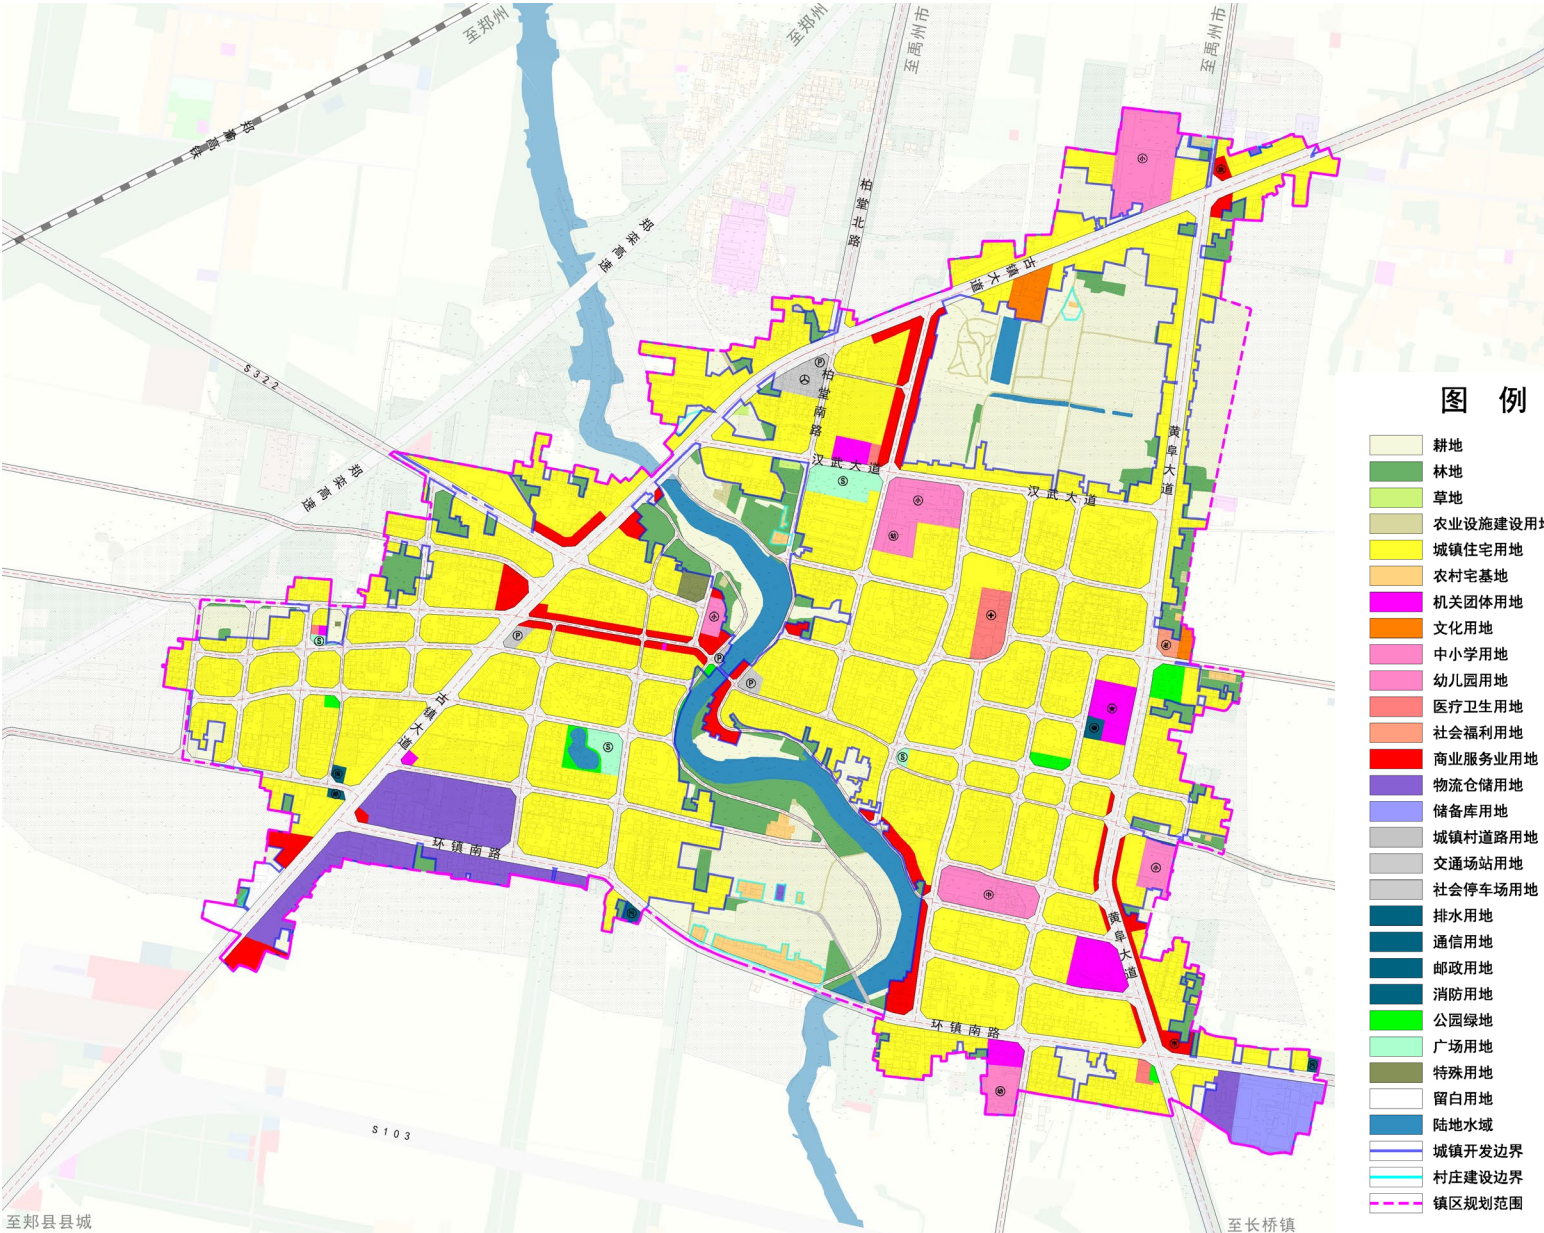 至郑州
至郑州
至禹州市
至禹州市
郑
栾
高
速
柏堂北路
郑栾高速
S322
古镇大道
柏堂南路
黄阜大道
汉武大道
汉武大道
郑栾高速
古镇大道
环镇南路
黄阜大道
环镇南路
S103
至郏县县城
至长桥镇
图 例
耕地
林地
草地
农业设施建设用地
城镇住宅用地
农村宅基地
机关团体用地
文化用地
中小学用地
幼儿园用地
医疗卫生用地
社会福利用地
商业服务业用地
物流仓储用地
储备库用地
城镇村道路用地
交通场站用地
社会停车场用地
排水用地
通信用地
邮政用地
消防用地
公园绿地
广场用地
特殊用地
留白用地
陆地水域
城镇开发边界
村庄建设边界
镇区规划范围